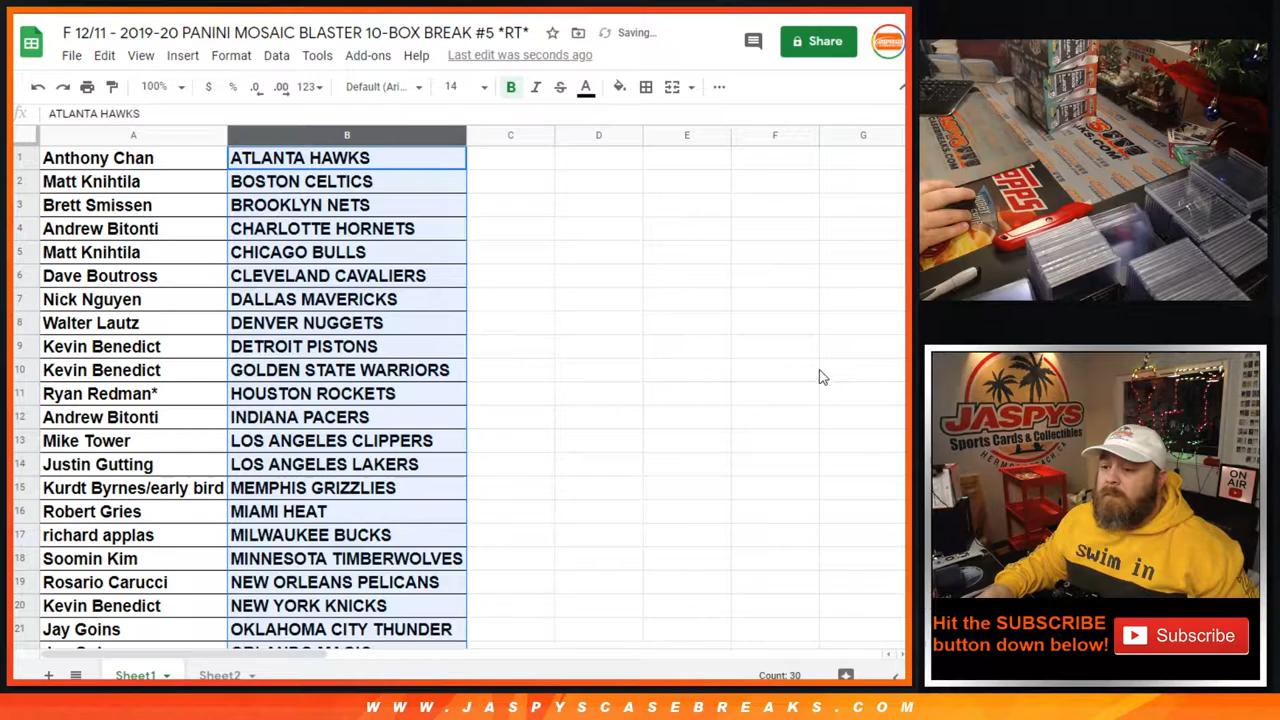 F 12/11 - 2019-20 PANINI MOSAIC BLASTER 10-BOX BREAK #5 *RT*
Saving...
File Edit View Insert Format Data Tools Add-ons Help Last edit was seconds ago
Share
100% $ % .0 .00 123 Default (Ari... 14 B I S A
fx ATLANTA HAWKS
A B C D E F G
1 Anthony Chan ATLANTA HAWKS
2 Matt Knihtila BOSTON CELTICS
3 Brett Smissen BROOKLYN NETS
4 Andrew Bitonti CHARLOTTE HORNETS
5 Matt Knihtila CHICAGO BULLS
6 Dave Boutross CLEVELAND CAVALIERS
7 Nick Nguyen DALLAS MAVERICKS
8 Walter Lautz DENVER NUGGETS
9 Kevin Benedict DETROIT PISTONS
10 Kevin Benedict GOLDEN STATE WARRIORS
11 Ryan Redman* HOUSTON ROCKETS
12 Andrew Bitonti INDIANA PACERS
13 Mike Tower LOS ANGELES CLIPPERS
14 Justin Gutting LOS ANGELES LAKERS
15 Kurdt Byrnes/early bird MEMPHIS GRIZZLIES
16 Robert Gries MIAMI HEAT
17 richard applas MILWAUKEE BUCKS
18 Soomin Kim MINNESOTA TIMBERWOLVES
19 Rosario Carucci NEW ORLEANS PELICANS
20 Kevin Benedict NEW YORK KNICKS
21 Jay Goins OKLAHOMA CITY THUNDER
Sheet1 Sheet2 Count: 30
TOPPS
JASPYS
Sports Cards & Collectibles
HERMOSA BEACH, CA
ON
AIR
swim in
Hit the SUBSCRIBE
button down below!
Subscribe
WWW.JASPYSCASEBREAKS.COM